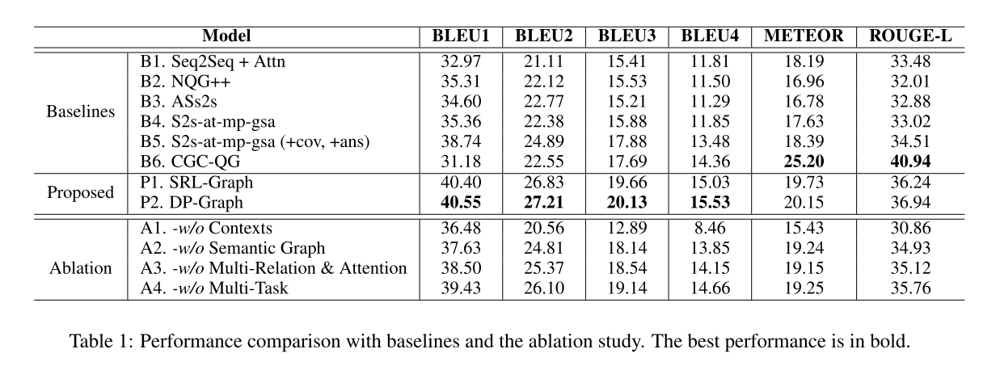 Model BLEU1 BLEU2 BLEU3 BLEU4 METEOR ROUGE-L
Baselines
B1. Seq2Seq + Attn 32.97 21.11 15.41 11.81 18.19 33.48
B2. NQG++ 35.31 22.12 15.53 11.50 16.96 32.01
B3. ASs2s 34.60 22.77 15.21 11.29 16.78 32.88
B4. S2s-at-mp-gsa 35.36 22.38 15.88 11.85 17.63 33.02
B5. S2s-at-mp-gsa (+cov, +ans) 38.74 24.89 17.88 13.48 18.39 34.51
B6. CGC-QG 31.18 22.55 17.69 14.36 25.20 40.94
Proposed
P1. SRL-Graph 40.40 26.83 19.66 15.03 19.73 36.24
P2. DP-Graph 40.55 27.21 20.13 15.53 20.15 36.94
Ablation
A1. -w/o Contexts 36.48 20.56 12.89 8.46 15.43 30.86
A2. -w/o Semantic Graph 37.63 24.81 18.14 13.85 19.24 34.93
A3. -w/o Multi-Relation & Attention 38.50 25.37 18.54 14.15 19.15 35.12
A4. -w/o Multi-Task 39.43 26.10 19.14 14.66 19.25 35.76
Table 1: Performance comparison with baselines and the ablation study. The best performance is in bold.